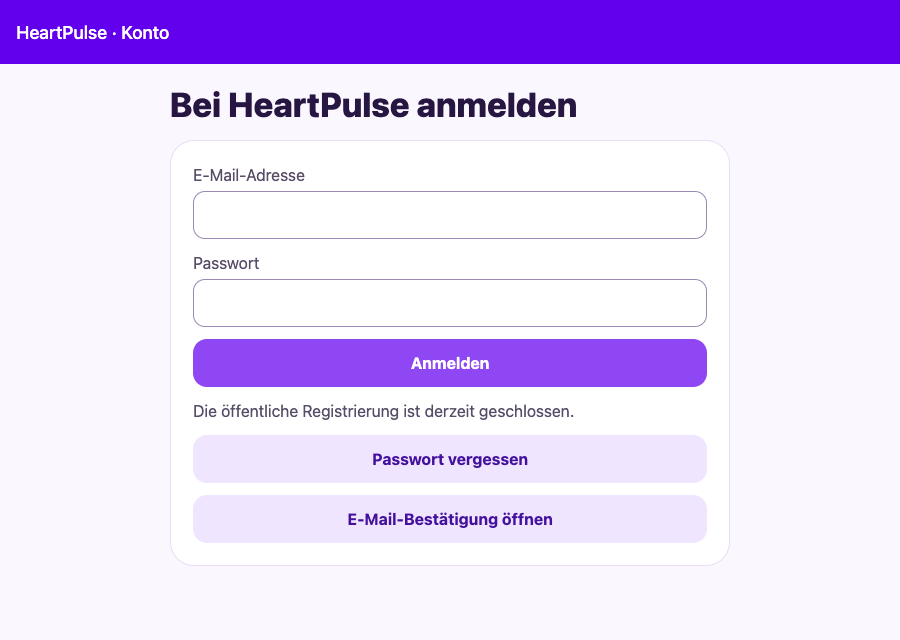 HeartPulse · Konto
Bei HeartPulse anmelden
E-Mail-Adresse
Passwort
Anmelden
Die öffentliche Registrierung ist derzeit geschlossen.
Passwort vergessen
E-Mail-Bestätigung öffnen